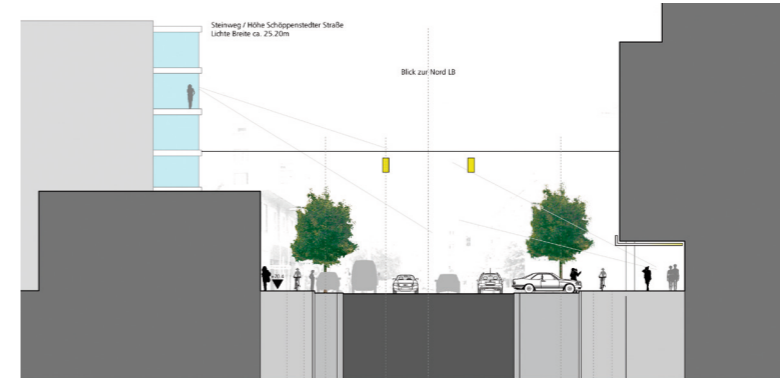 Steinweg / Höhe Schöppenstedter Straße
Lichte Breite ca. 25.20m
Blick zur Nord LB